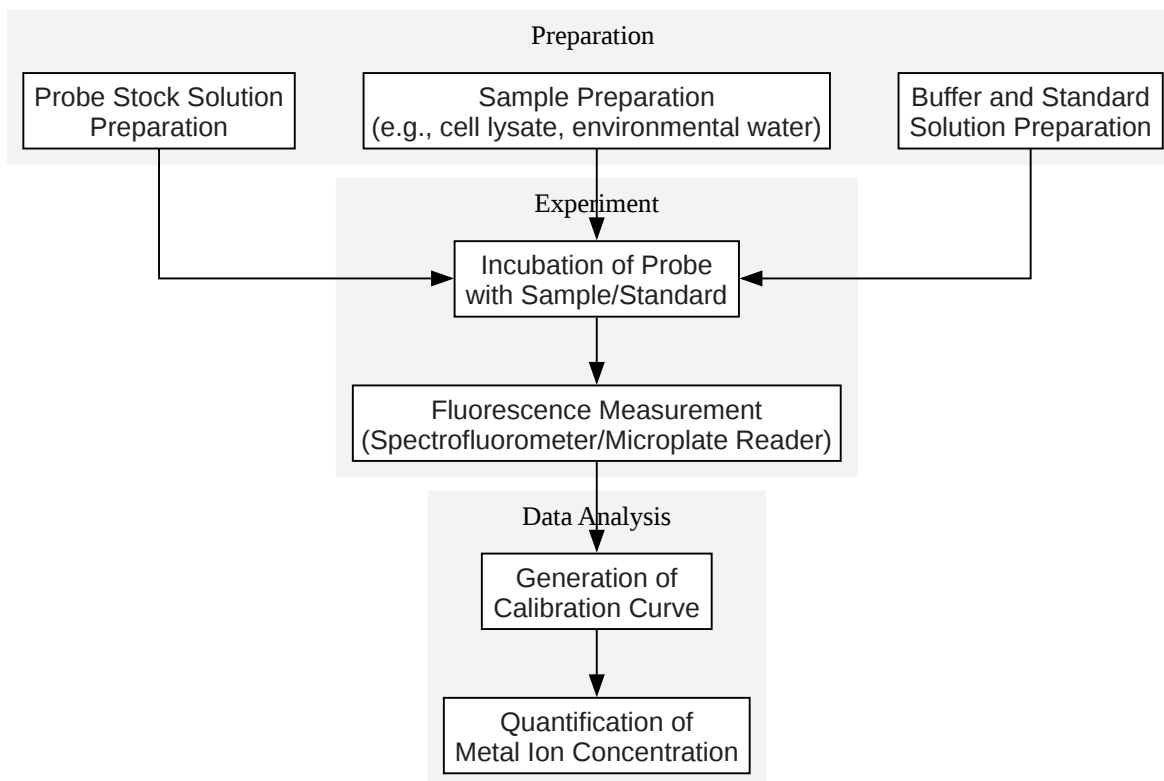 Preparation
Probe Stock Solution
Preparation
Sample Preparation
(e.g., cell lysate, environmental water)
Buffer and Standard
Solution Preparation
Experiment
Incubation of Probe
with Sample/Standard
Fluorescence Measurement
(Spectrofluorometer/Microplate Reader)
Data Analysis
Generation of
Calibration Curve
Quantification of
Metal Ion Concentration